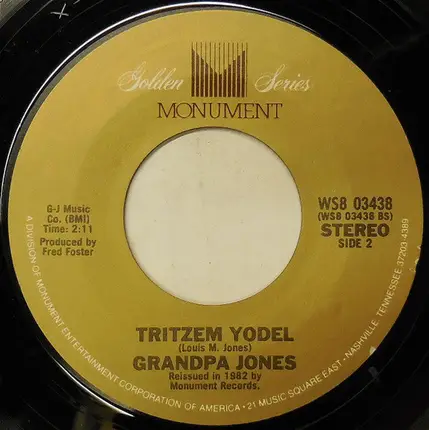 Golden Series
MONUMENT
G-J Music
Co. (BMI)
Time: 2:11
Produced by
Fred Foster
WS8 03438
(WS8 03438 BS)
STEREO
SIDE 2
TRITZEM YODEL
(Louis M. Jones)
GRANDPA JONES
Reissued in 1982 by
Monument Records.
A DIVISION OF MONUMENT ENTERTAINMENT CORPORATION OF AMERICA • 21 MUSIC SQUARE EAST • NASHVILLE, TENNESSEE 37203-4389